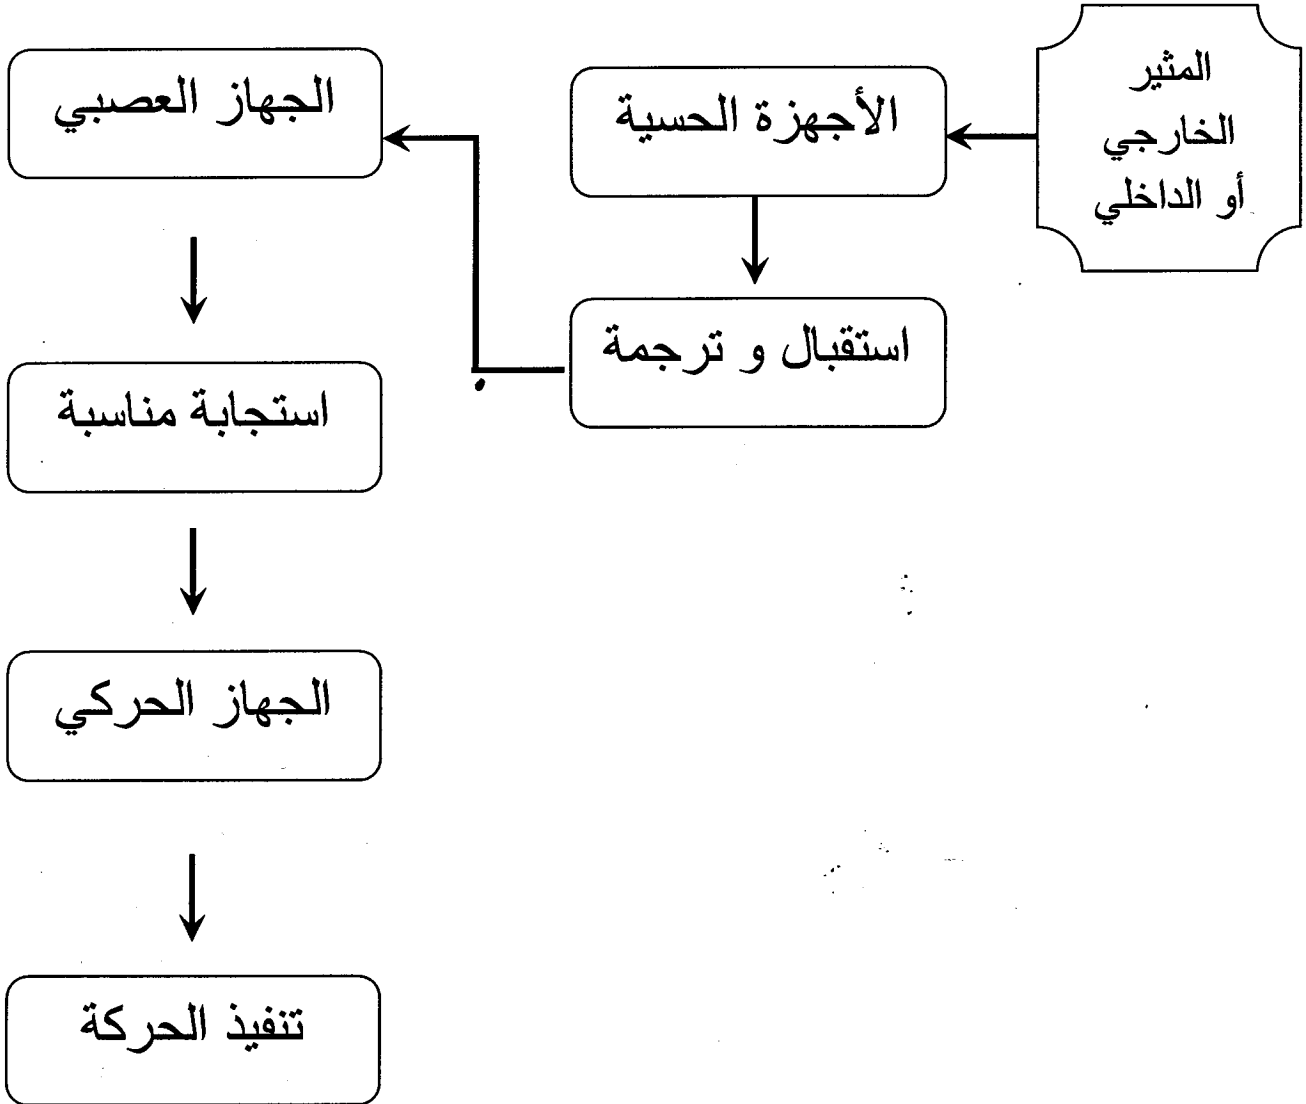 المثير
الخارجي
أو الداخلي
الأجهزة الحسية
استقبال و ترجمة
الجهاز العصبي
استجابة مناسبة
الجهاز الحركي
تنفيذ الحركة